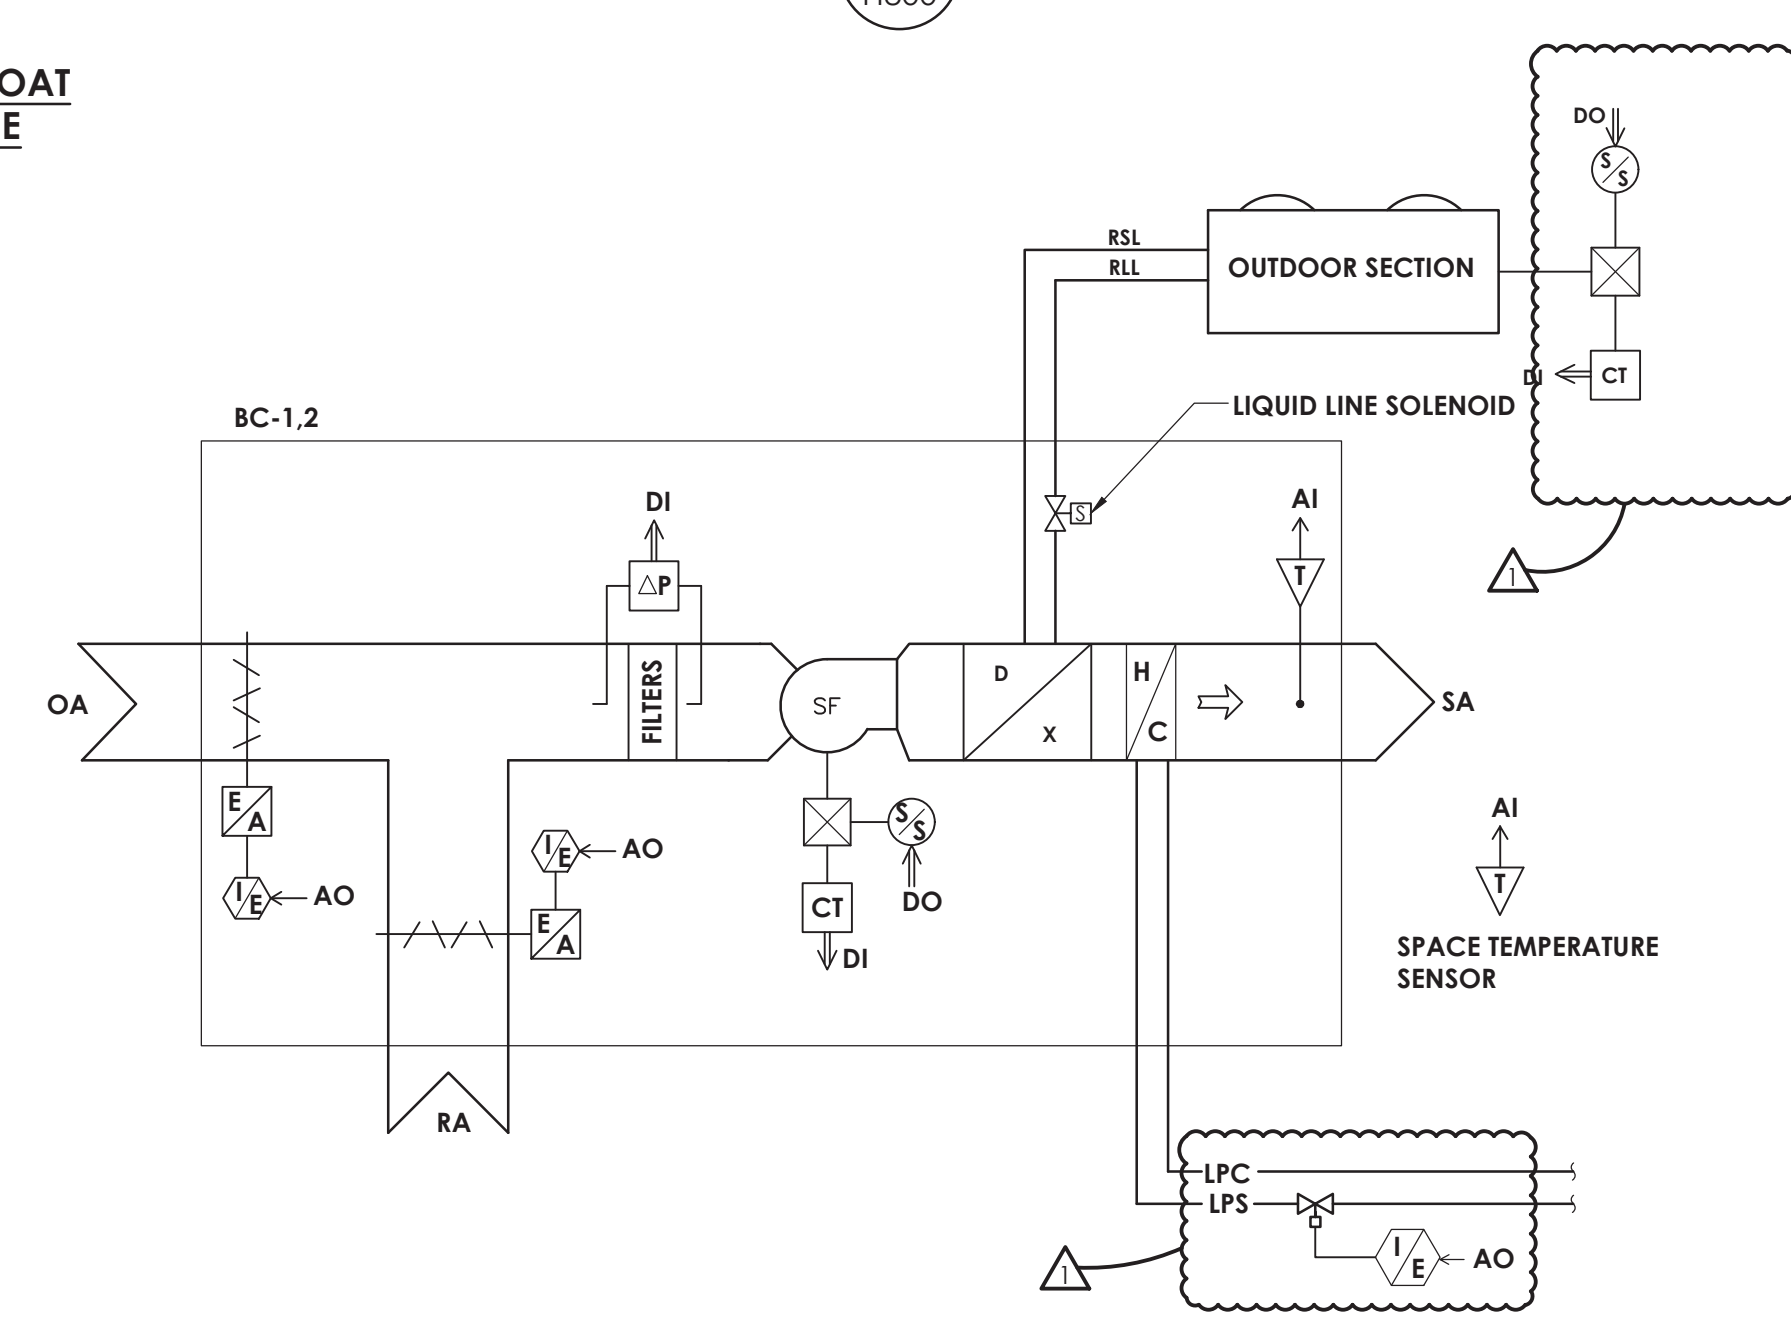 OAT
E
DO
S/S
RSL
RLL
OUTDOOR SECTION
DI
CT
LIQUID LINE SOLENOID
BC-1,2
DI
△P
S
AI
T
1
OA
FILTERS
SF
D
X
H
C
SA
E/A
I/E
AO
I/E
AO
E/A
S/S
DO
CT
DI
AI
T
SPACE TEMPERATURE
SENSOR
RA
LPC
LPS
I/E
AO
1